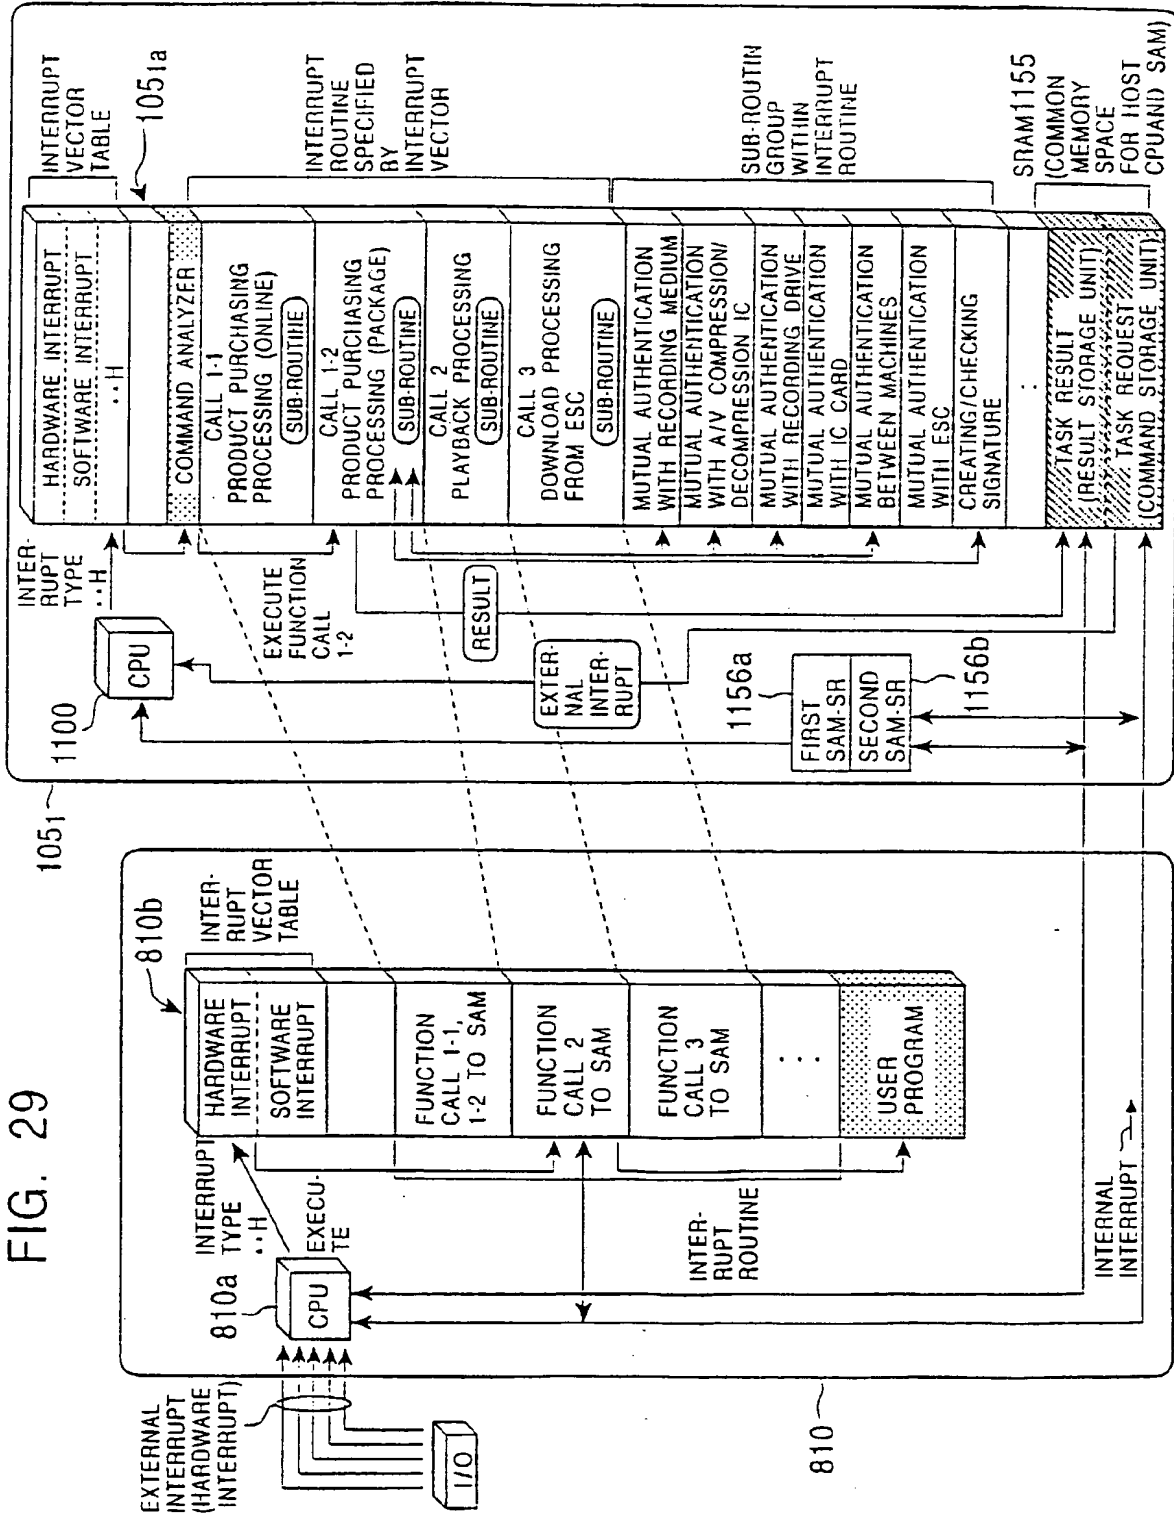 FIG. 29
EXTERNAL
INTERRUPT
(HARDWARE
INTERRUPT)
I/O
810a
CPU
INTERRUPT
TYPE
••H
EXECU-
TE
810b
INTER-
RUPT
VECTOR
TABLE
HARDWARE
INTERRUPT
SOFTWARE
INTERRUPT
FUNCTION
CALL 1-1,
1-2 TO SAM
FUNCTION
CALL 2
TO SAM
FUNCTION
CALL 3
TO SAM
...
USER
PROGRAM
INTER-
RUPT
ROUTINE
INTERNAL
INTERRUPT
810
1051
1100
CPU
INTER-
RUPT
TYPE
••H
EXECUTE
FUNCTION
CALL
1-2
RESULT
EXTER-
NAL
INTER-
RUPT
1156a
FIRST
SAM-SR
SECOND
SAM-SR
1156b
HARDWARE INTERRUPT
SOFTWARE INTERRUPT
••H
COMMAND ANALYZER
CALL 1-1
PRODUCT PURCHASING
PROCESSING (ONLINE)
SUB-ROUTINE
CALL 1-2
PRODUCT PURCHIASING
PROCESSING (PACKAGE)
SUB-ROUTINE
CALL 2
PLAYBACK PROCESSING
SUB-ROUTINE
CALL 3
DOWNLOAD PROCESSING
FROM ESC
SUB-ROUTINE
MUTUAL AUTHENTICATION
WITH RECORDING MEDIUM
MUTUAL AUTHENTICATION
WITH A/V COMPRESSION/
DECOMPRESSION IC
MUTUAL AUTHENTICATION
WITH RECORDING DRIVE
MUTUAL AUTHENTICATION
WITH IC CARD
MUTUAL AUTHENTICATION
BETWEEN MACHINES
MUTUAL AUTHENTICATION
WITH ESC
CREATING/CHECKING
SIGNATURE
:
TASK RESULT
(RESULT STORAGE UNIT)
TASK REQUEST
(COMMAND STORAGE UNIT)
INTERRUPT
VECTOR
TABLE
1051a
INTERRUPT
ROUTINE
SPECIFIED
BY
INTERRUPT
VECTOR
SUB-ROUTIN
GROUP
WITHIN
INTERRUPT
ROUTINE
SRAM1155
(COMMON
MEMORY
SPACE
FOR HOST
CPUAND SAM)